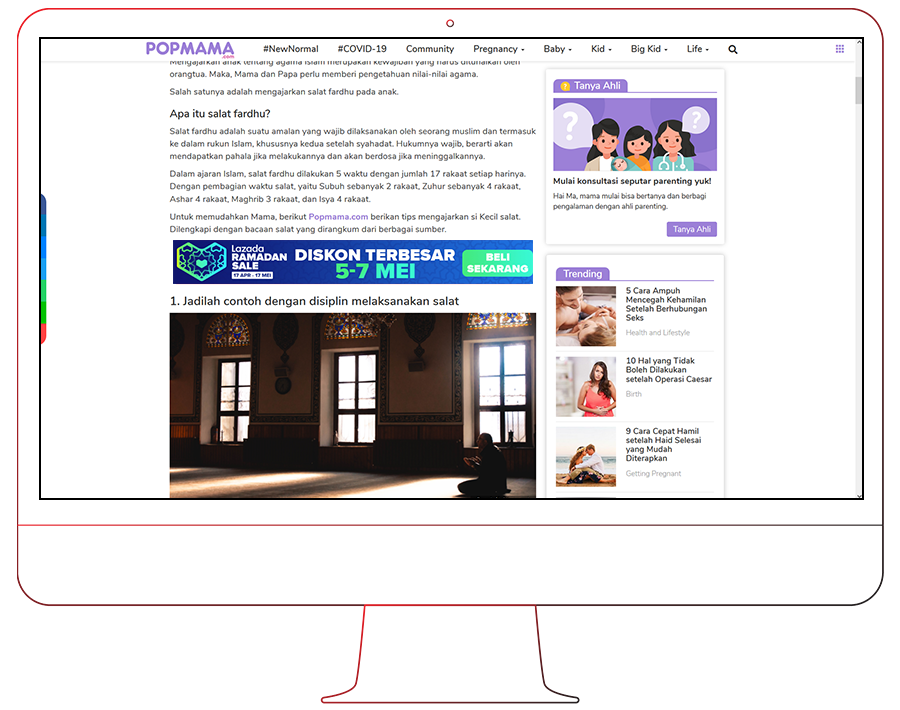 POPMAMA
.com
#NewNormal #COVID-19 Community Pregnancy Baby Kid Big Kid Life
Mengajarkan anak tentang agama Islam merupakan kewajiban yang harus ditunaikan oleh
orangtua. Maka, Mama dan Papa perlu memberi pengetahuan nilai-nilai agama.
Salah satunya adalah mengajarkan salat fardhu pada anak.
Apa itu salat fardhu?
Salat fardhu adalah suatu amalan yang wajib dilaksanakan oleh seorang muslim dan termasuk
ke dalam rukun Islam, khususnya kedua setelah syahadat. Hukumnya wajib, berarti akan
mendapatkan pahala jika melakukannya dan akan berdosa jika meninggalkannya.
Dalam ajaran Islam, salat fardhu dilakukan 5 waktu dengan jumlah 17 rakaat setiap harinya.
Dengan pembagian waktu salat, yaitu Subuh sebanyak 2 rakaat, Zuhur sebanyak 4 rakaat,
Ashar 4 rakaat, Maghrib 3 rakaat, dan Isya 4 rakaat.
Untuk memudahkan Mama, berikut Popmama.com berikan tips mengajarkan si Kecil salat.
Dilengkapi dengan bacaan salat yang dirangkum dari berbagai sumber.
Lazada
RAMADAN
SALE
17 APR - 17 MEI
DISKON TERBESAR
5-7 MEI
BELI
SEKARANG
1. Jadilah contoh dengan disiplin melaksanakan salat
Tanya Ahli
Mulai konsultasi seputar parenting yuk!
Hai Ma, mama mulai bisa bertanya dan berbagi
pengalaman dengan ahli parenting.
Tanya Ahli
Trending
5 Cara Ampuh
Mencegah Kehamilan
Setelah Berhubungan
Seks
Health and Lifestyle
10 Hal yang Tidak
Boleh Dilakukan
setelah Operasi Caesar
Birth
9 Cara Cepat Hamil
setelah Haid Selesai
yang Mudah
Diterapkan
Getting Pregnant